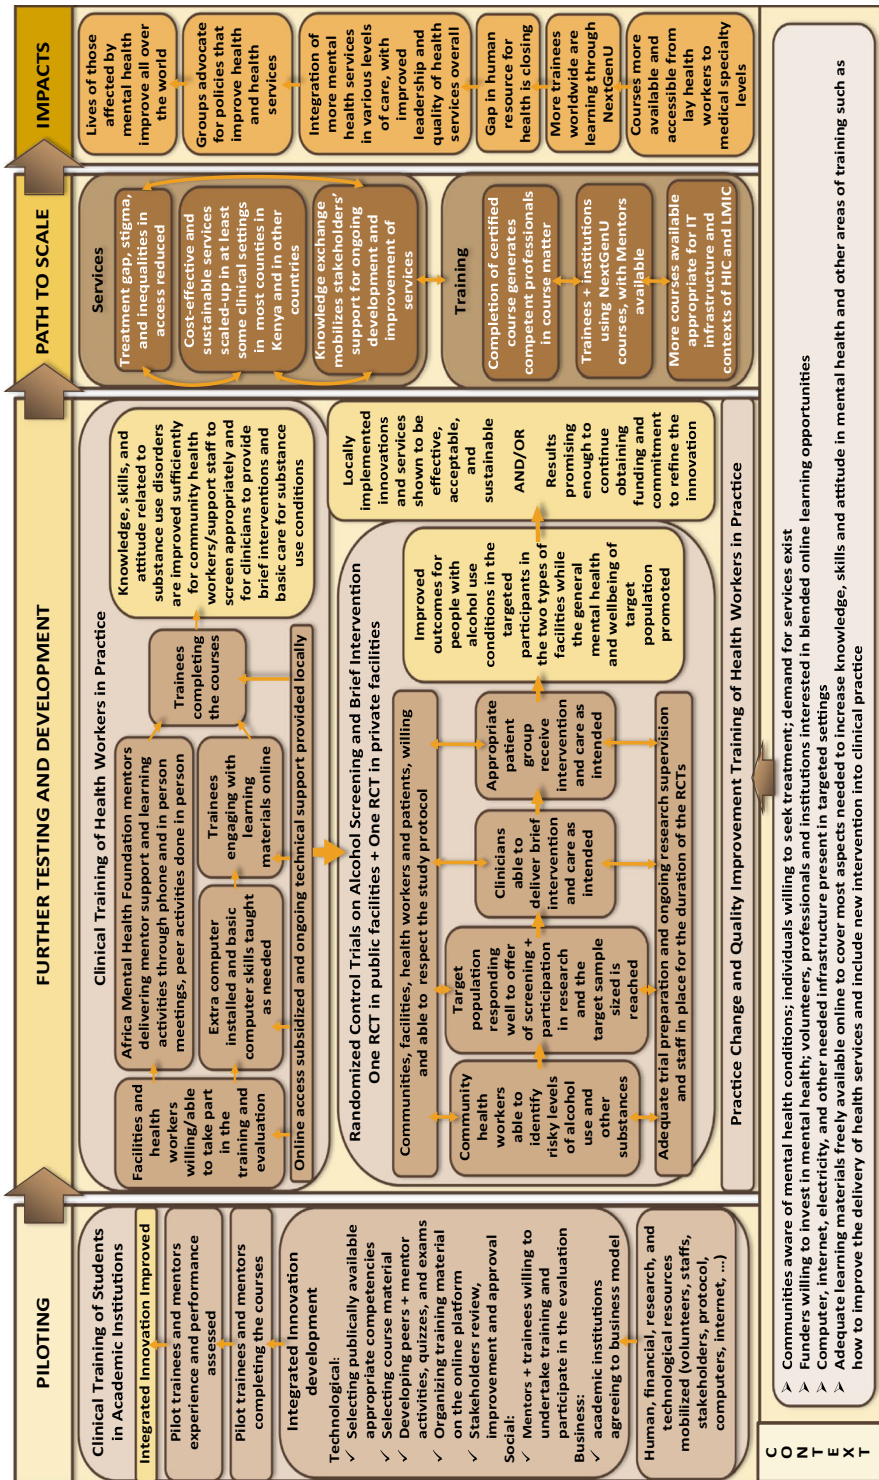 PILOTING
Clinical Training of Students
in Academic Institutions
Integrated Innovation Improved
Pilot trainees and mentors
experience and performance
assessed
Pilot trainees and mentors
completing the courses
Integrated Innovation
development
Technological:
✓ Selecting publically available
appropriate competencies
✓ Selecting course material
✓ Developing peers + mentor
activities, quizzes, and exams
✓ Organizing training material
on the online platform
✓ Stakeholders review,
improvement and approval
Social:
✓ Mentors + trainees willing to
undertake training and
participate in the evaluation
Business:
✓ academic institutions
agreeing to business model
Human, financial, research, and
technological resources
mobilized (volunteers, staffs,
stakeholders, protocol,
computers, internet, ...)
FURTHER TESTING AND DEVELOPMENT
Clinical Training of Health Workers in Practice
Facilities and
health
workers
willing/able
to take part
in the
training and
evaluation
Africa Mental Health Foundation mentors
delivering mentor support and learning
activities through phone and in person
meetings, peer activities done in person
Extra computer
installed and basic
computer skills taught
as needed
Trainees
engaging with
learning
materials online
Trainees
completing
the courses
Knowledge, skills, and
attitude related to
substance use disorders
are improved sufficiently
for community health
workers/support staff to
screen appropriately and
for clinicians to provide
brief interventions and
basic care for substance
use conditions
Online access subsidized and ongoing technical support provided locally
Randomized Control Trials on Alcohol Screening and Brief Intervention
One RCT in public facilities + One RCT in private facilities
Communities, facilities, health workers and patients, willing
and able to respect the study protocol
Community
health
workers
able to
identify
risky levels
of alcohol
use and
other
substances
Target
population
responding
well to offer
of screening +
participation
in research
and the
target sample
sized is
reached
Clinicians
able to
deliver brief
intervention
and care as
intended
Appropriate
patient
group
receive
intervention
and care as
intended
Improved
outcomes for
people with
alcohol use
conditions in the
targeted
participants in
the two types of
facilities while
the general
mental health
and wellbeing of
target
population
promoted
Locally
implemented
innovations
and services
shown to be
effective,
acceptable,
and
sustainable
AND/OR
Results
promising
enough to
continue
obtaining
funding and
commitment
to refine the
innovation
Adequate trial preparation and ongoing research supervision
and staff in place for the duration of the RCTs
Practice Change and Quality Improvement Training of Health Workers in Practice
PATH TO SCALE
Services
Treatment gap, stigma,
and inequalities in
access reduced
Cost-effective and
sustainable services
scaled-up in at least
some clinical settings
in most counties in
Kenya and in other
countries
Knowledge exchange
mobilizes stakeholders’
support for ongoing
development and
improvement of
services
Training
Completion of certified
course generates
competent professionals
in course matter
Trainees + institutions
using NextGenU
courses, with Mentors
available
More courses available
appropriate for IT
infrastructure and
contexts of HIC and LMIC
IMPACTS
Lives of those
affected by
mental health
improve all over
the world
Groups advocate
for policies that
improve health
and health
services
Integration of
more mental
health services
in various levels
of care, with
improved
leadership and
quality of health
services overall
Gap in human
resource for
health is closing
More trainees
worldwide are
learning through
NextGenU
Courses more
available and
accessible from
lay health
workers to
medical specialty
levels
CONTEXT
➢ Communities aware of mental health conditions; individuals willing to seek treatment; demand for services exist
➢ Funders willing to invest in mental health; volunteers, professionals and institutions interested in blended online learning opportunities
➢ Computer, internet, electricity, and other needed infrastructure present in targeted settings
➢ Adequate learning materials freely available online to cover most aspects needed to increase knowledge, skills and attitude in mental health and other areas of training such as
how to improve the delivery of health services and include new intervention into clinical practice